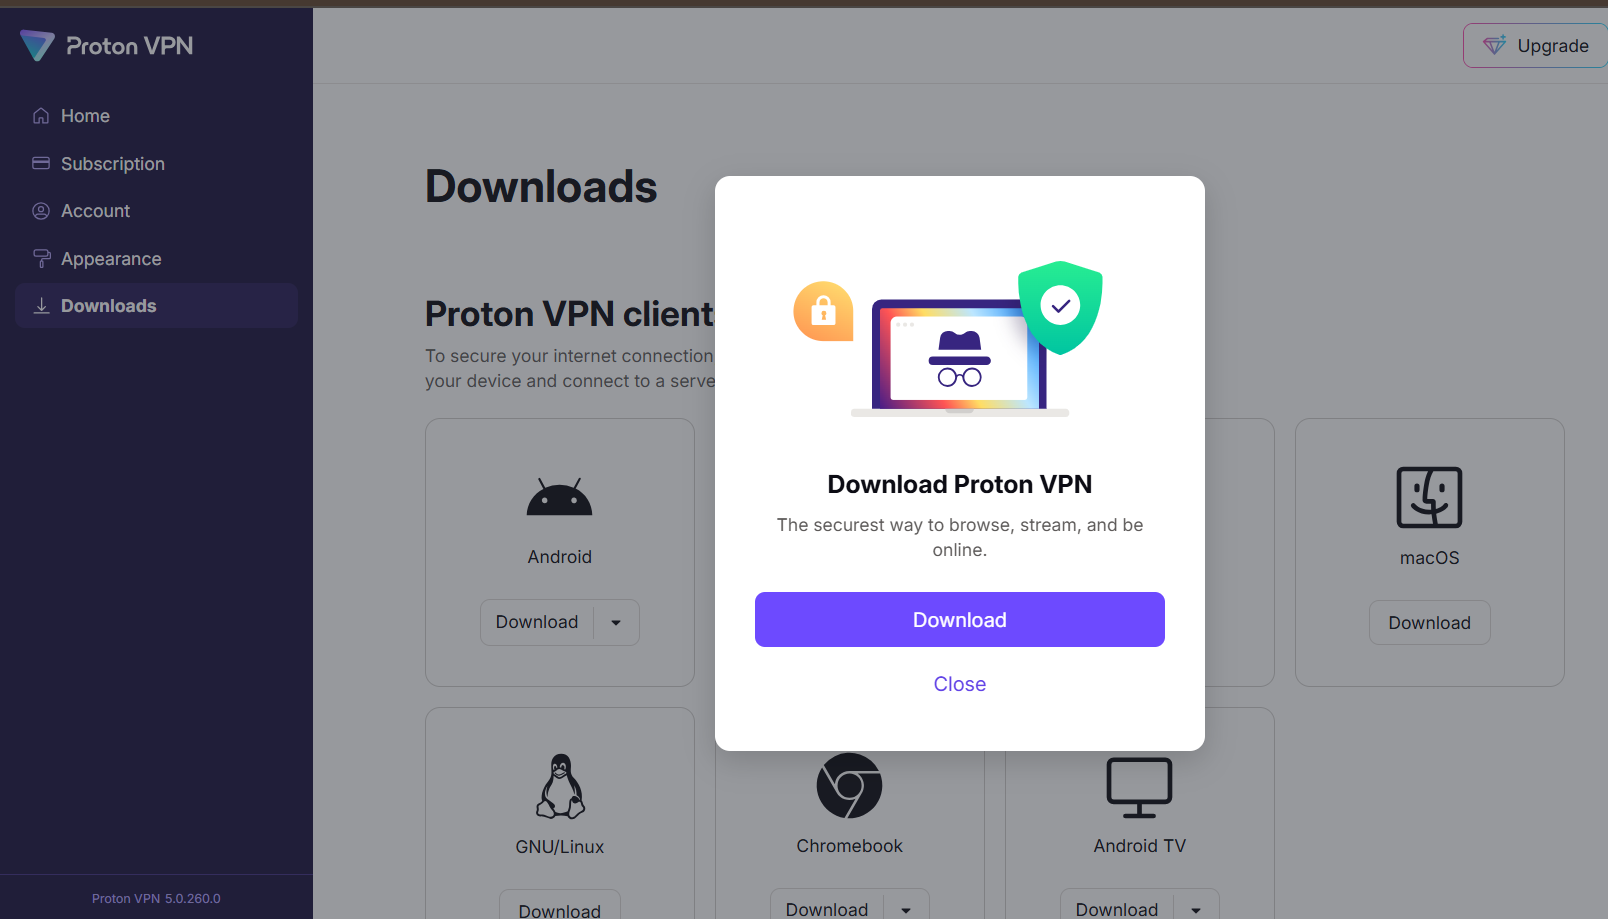 Proton VPN
Upgrade
Home
Subscription
Account
Appearance
Downloads
Proton VPN 5.0.260.0
Downloads
Proton VPN client
To secure your internet connection
your device and connect to a serve
Android
Download
macOS
Download
GNU/Linux
Download
Chromebook
Download
Android TV
Download
Download Proton VPN
The securest way to browse, stream, and be
online.
Download
Close